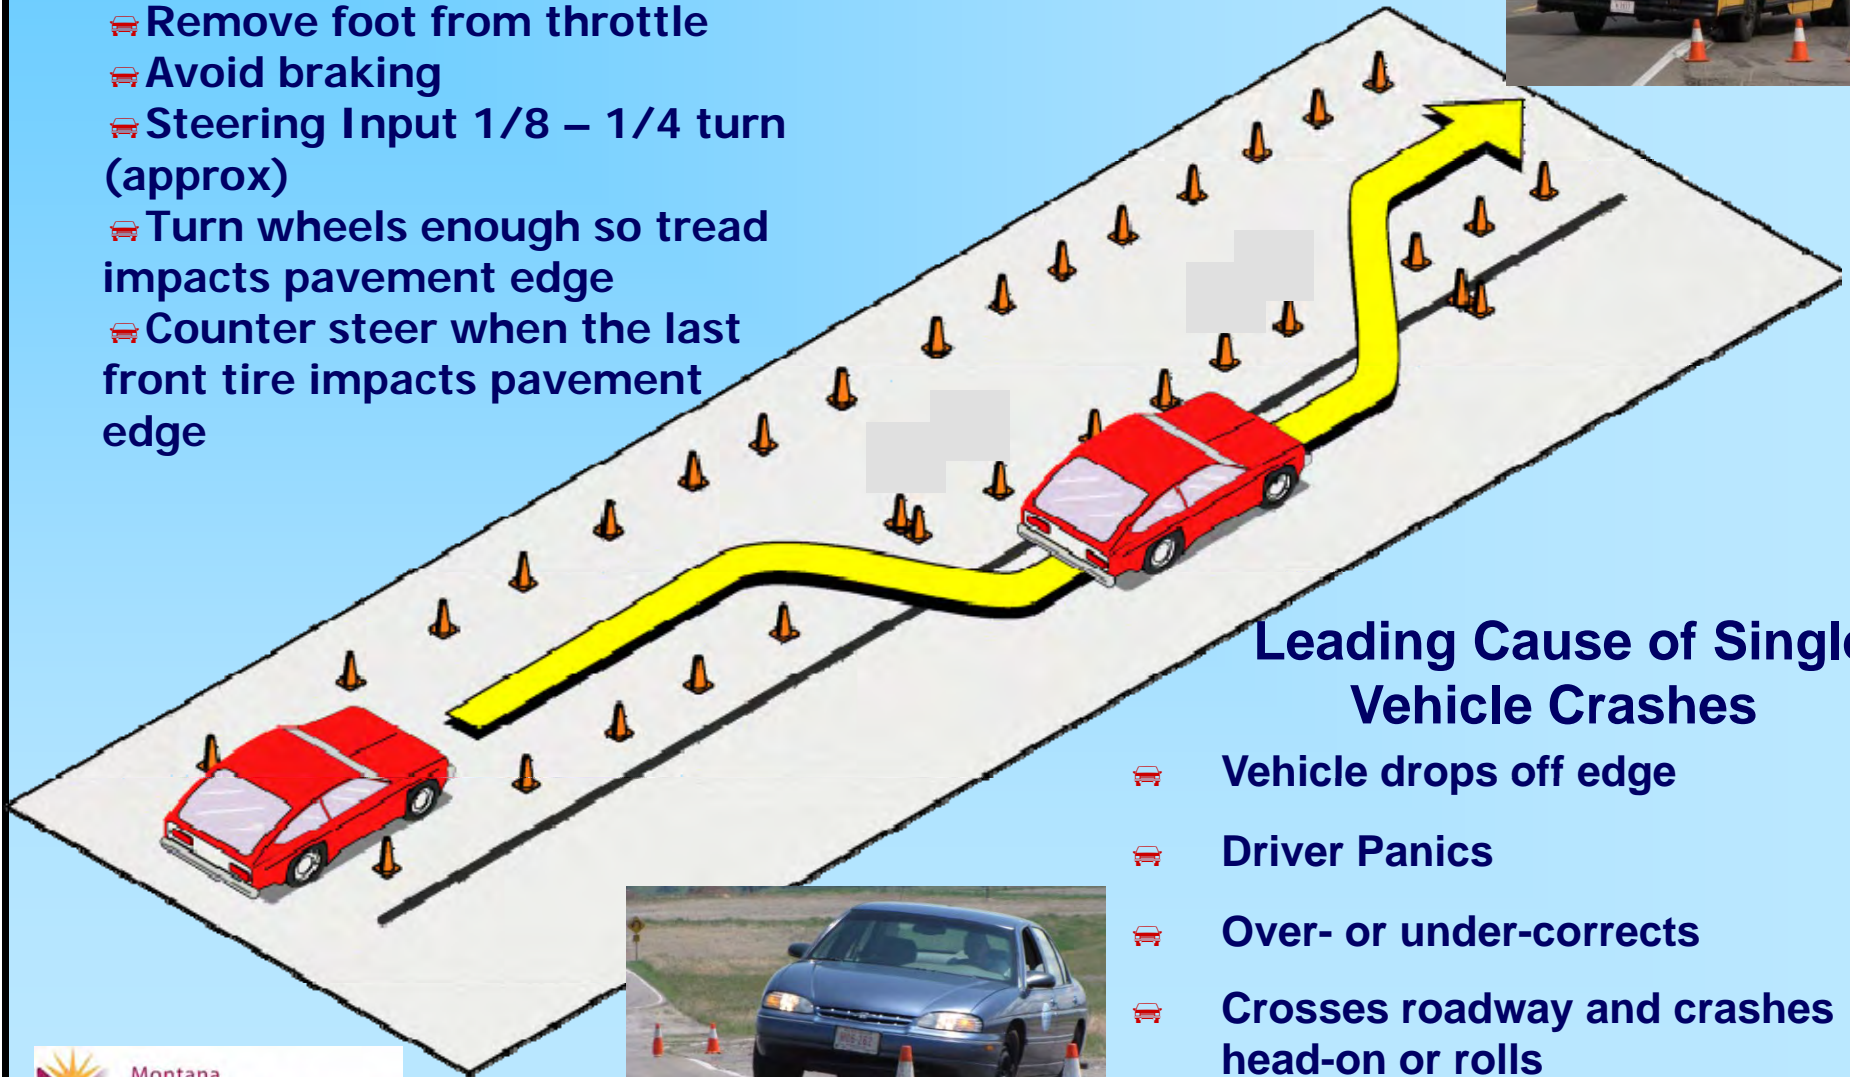 Remove foot from throttle
Avoid braking
Steering Input 1/8 – 1/4 turn
(approx)
Turn wheels enough so tread
impacts pavement edge
Counter steer when the last
front tire impacts pavement
edge
Leading Cause of Single
Vehicle Crashes
Vehicle drops off edge
Driver Panics
Over- or under-corrects
Crosses roadway and crashes
head-on or rolls
Montana